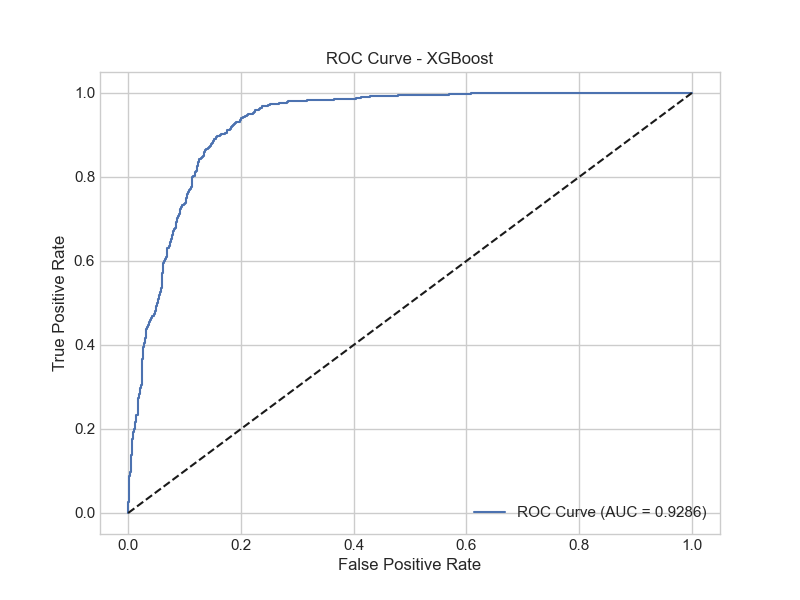 ROC Curve - XGBoost
True Positive Rate
1.0
0.8
0.6
0.4
0.2
0.0
ROC Curve (AUC = 0.9286)
0.0 0.2 0.4 0.6 0.8 1.0
False Positive Rate